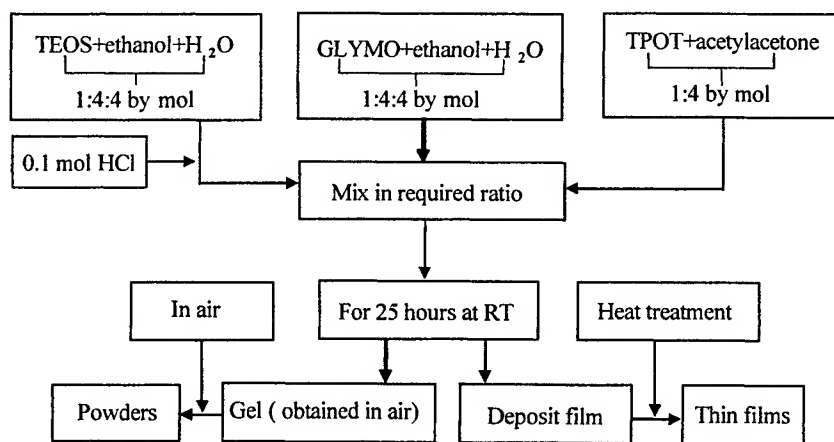 TEOS+ethanol+H₂O
1:4:4 by mol
GLYMO+ethanol+H₂O
1:4:4 by mol
TPOT+acetylacetone
1:4 by mol
0.1 mol HCl
Mix in required ratio
In air
For 25 hours at RT
Heat treatment
Powders
Gel ( obtained in air)
Deposit film
Thin films